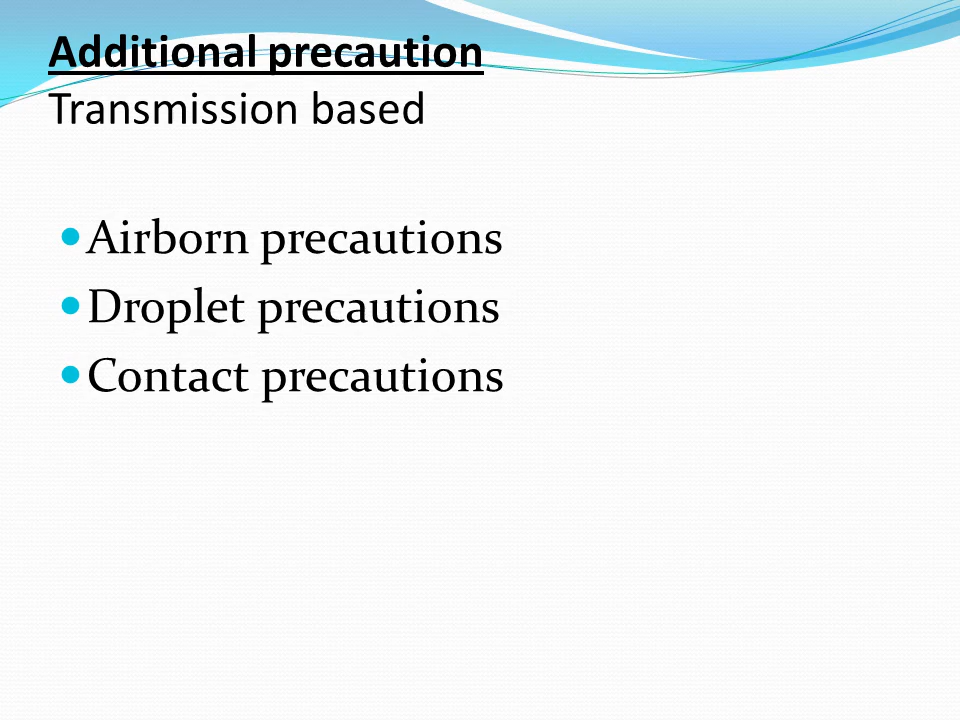 Additional precaution
Transmission based
Airborn precautions
Droplet precautions
Contact precautions